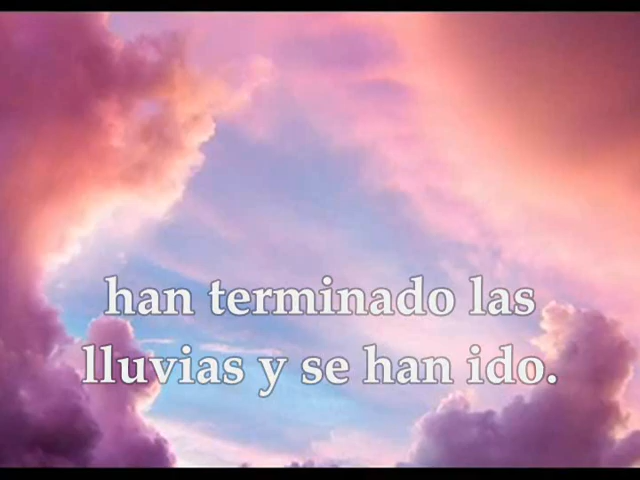 han terminado las
lluvias y se han ido.